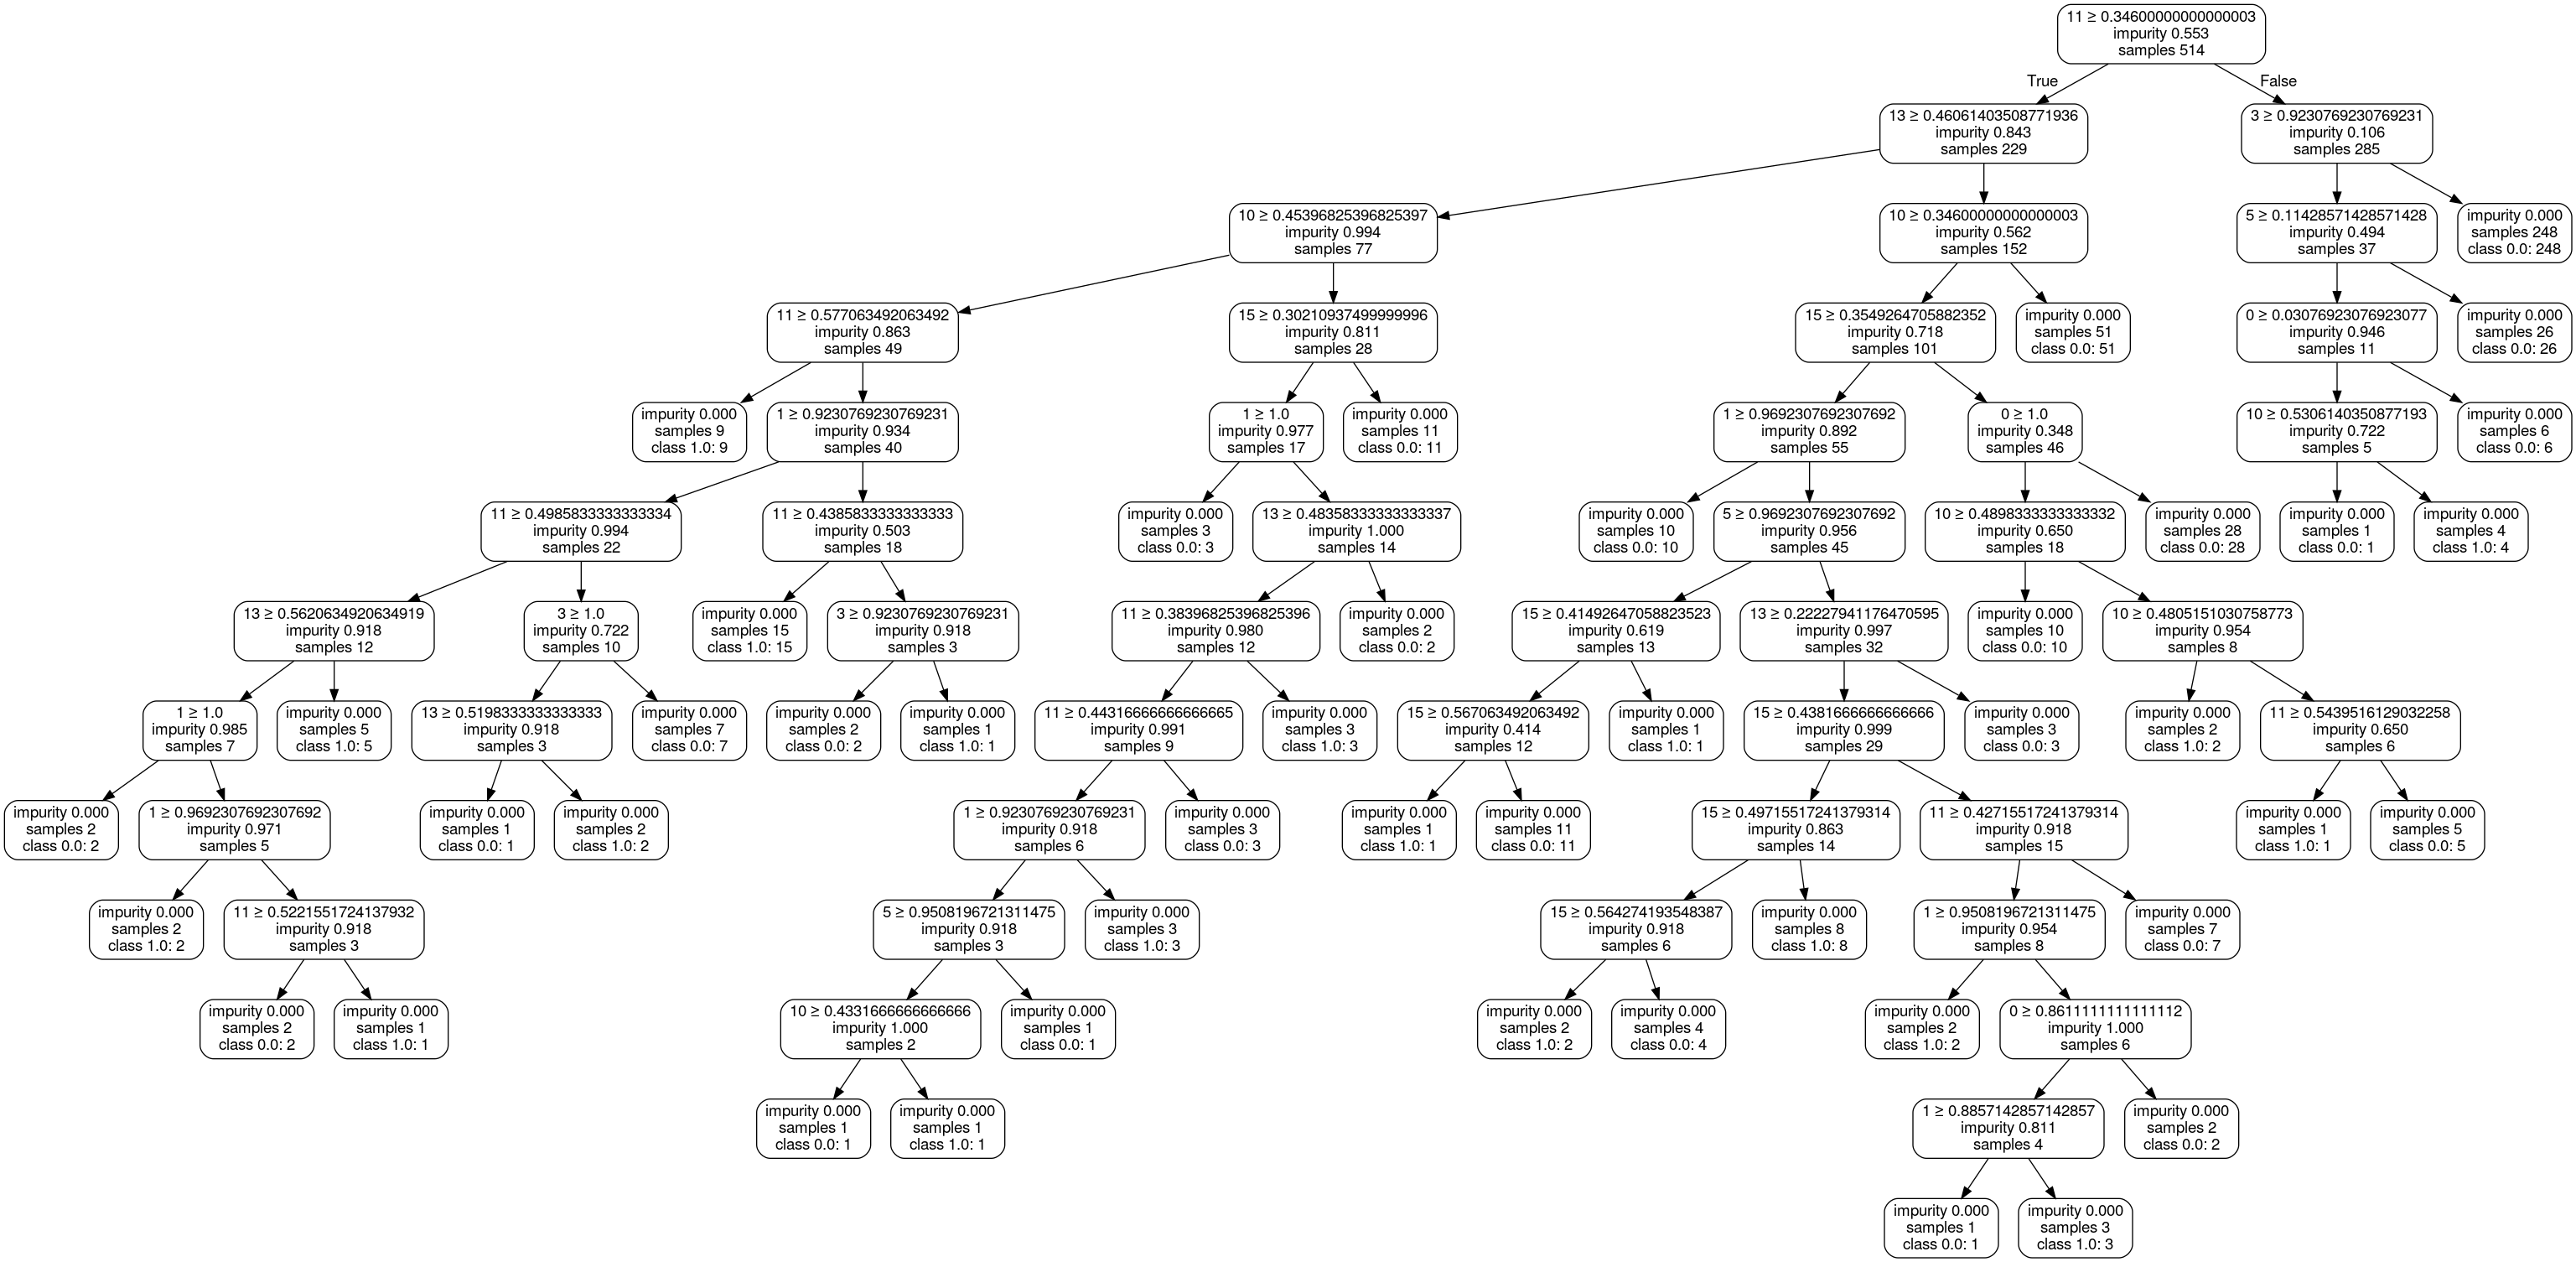 11 ≥ 0.34600000000000003
impurity 0.553
samples 514
True
False
13 ≥ 0.46061403508771936
impurity 0.843
samples 229
3 ≥ 0.9230769230769231
impurity 0.106
samples 285
10 ≥ 0.45396825396825397
impurity 0.994
samples 77
10 ≥ 0.34600000000000003
impurity 0.562
samples 152
5 ≥ 0.11428571428571428
impurity 0.494
samples 37
impurity 0.000
samples 248
class 0.0: 248
11 ≥ 0.577063492063492
impurity 0.863
samples 49
15 ≥ 0.30210937499999996
impurity 0.811
samples 28
15 ≥ 0.3549264705882352
impurity 0.718
samples 101
impurity 0.000
samples 51
class 0.0: 51
0 ≥ 0.03076923076923077
impurity 0.946
samples 11
impurity 0.000
samples 26
class 0.0: 26
impurity 0.000
samples 9
class 1.0: 9
1 ≥ 0.9230769230769231
impurity 0.934
samples 40
1 ≥ 1.0
impurity 0.977
samples 17
impurity 0.000
samples 11
class 0.0: 11
1 ≥ 0.9692307692307692
impurity 0.892
samples 55
0 ≥ 1.0
impurity 0.348
samples 46
10 ≥ 0.5306140350877193
impurity 0.722
samples 5
impurity 0.000
samples 6
class 0.0: 6
11 ≥ 0.4985833333333334
impurity 0.994
samples 22
11 ≥ 0.4385833333333333
impurity 0.503
samples 18
impurity 0.000
samples 3
class 0.0: 3
13 ≥ 0.48358333333333337
impurity 1.000
samples 14
impurity 0.000
samples 10
class 0.0: 10
5 ≥ 0.9692307692307692
impurity 0.956
samples 45
10 ≥ 0.4898333333333332
impurity 0.650
samples 18
impurity 0.000
samples 28
class 0.0: 28
impurity 0.000
samples 1
class 0.0: 1
impurity 0.000
samples 4
class 1.0: 4
13 ≥ 0.5620634920634919
impurity 0.918
samples 12
3 ≥ 1.0
impurity 0.722
samples 10
impurity 0.000
samples 15
class 1.0: 15
3 ≥ 0.9230769230769231
impurity 0.918
samples 3
11 ≥ 0.38396825396825396
impurity 0.980
samples 12
impurity 0.000
samples 2
class 0.0: 2
15 ≥ 0.41492647058823523
impurity 0.619
samples 13
13 ≥ 0.22227941176470595
impurity 0.997
samples 32
impurity 0.000
samples 10
class 0.0: 10
10 ≥ 0.4805151030758773
impurity 0.954
samples 8
1 ≥ 1.0
impurity 0.985
samples 7
impurity 0.000
samples 5
class 1.0: 5
13 ≥ 0.5198333333333333
impurity 0.918
samples 3
impurity 0.000
samples 7
class 0.0: 7
impurity 0.000
samples 2
class 0.0: 2
impurity 0.000
samples 1
class 1.0: 1
11 ≥ 0.44316666666666665
impurity 0.991
samples 9
impurity 0.000
samples 3
class 1.0: 3
15 ≥ 0.567063492063492
impurity 0.414
samples 12
impurity 0.000
samples 1
class 1.0: 1
15 ≥ 0.4381666666666666
impurity 0.999
samples 29
impurity 0.000
samples 3
class 0.0: 3
impurity 0.000
samples 2
class 1.0: 2
11 ≥ 0.5439516129032258
impurity 0.650
samples 6
impurity 0.000
samples 2
class 0.0: 2
1 ≥ 0.9692307692307692
impurity 0.971
samples 5
impurity 0.000
samples 1
class 0.0: 1
impurity 0.000
samples 2
class 1.0: 2
1 ≥ 0.9230769230769231
impurity 0.918
samples 6
impurity 0.000
samples 3
class 0.0: 3
impurity 0.000
samples 1
class 1.0: 1
impurity 0.000
samples 11
class 0.0: 11
15 ≥ 0.49715517241379314
impurity 0.863
samples 14
11 ≥ 0.42715517241379314
impurity 0.918
samples 15
impurity 0.000
samples 1
class 1.0: 1
impurity 0.000
samples 5
class 0.0: 5
impurity 0.000
samples 2
class 1.0: 2
11 ≥ 0.5221551724137932
impurity 0.918
samples 3
5 ≥ 0.9508196721311475
impurity 0.918
samples 3
impurity 0.000
samples 3
class 1.0: 3
15 ≥ 0.564274193548387
impurity 0.918
samples 6
impurity 0.000
samples 8
class 1.0: 8
1 ≥ 0.9508196721311475
impurity 0.954
samples 8
impurity 0.000
samples 7
class 0.0: 7
impurity 0.000
samples 2
class 0.0: 2
impurity 0.000
samples 1
class 1.0: 1
10 ≥ 0.4331666666666666
impurity 1.000
samples 2
impurity 0.000
samples 1
class 0.0: 1
impurity 0.000
samples 2
class 1.0: 2
impurity 0.000
samples 4
class 0.0: 4
impurity 0.000
samples 2
class 1.0: 2
0 ≥ 0.8611111111111112
impurity 1.000
samples 6
impurity 0.000
samples 1
class 0.0: 1
impurity 0.000
samples 1
class 1.0: 1
1 ≥ 0.8857142857142857
impurity 0.811
samples 4
impurity 0.000
samples 2
class 0.0: 2
impurity 0.000
samples 1
class 0.0: 1
impurity 0.000
samples 3
class 1.0: 3